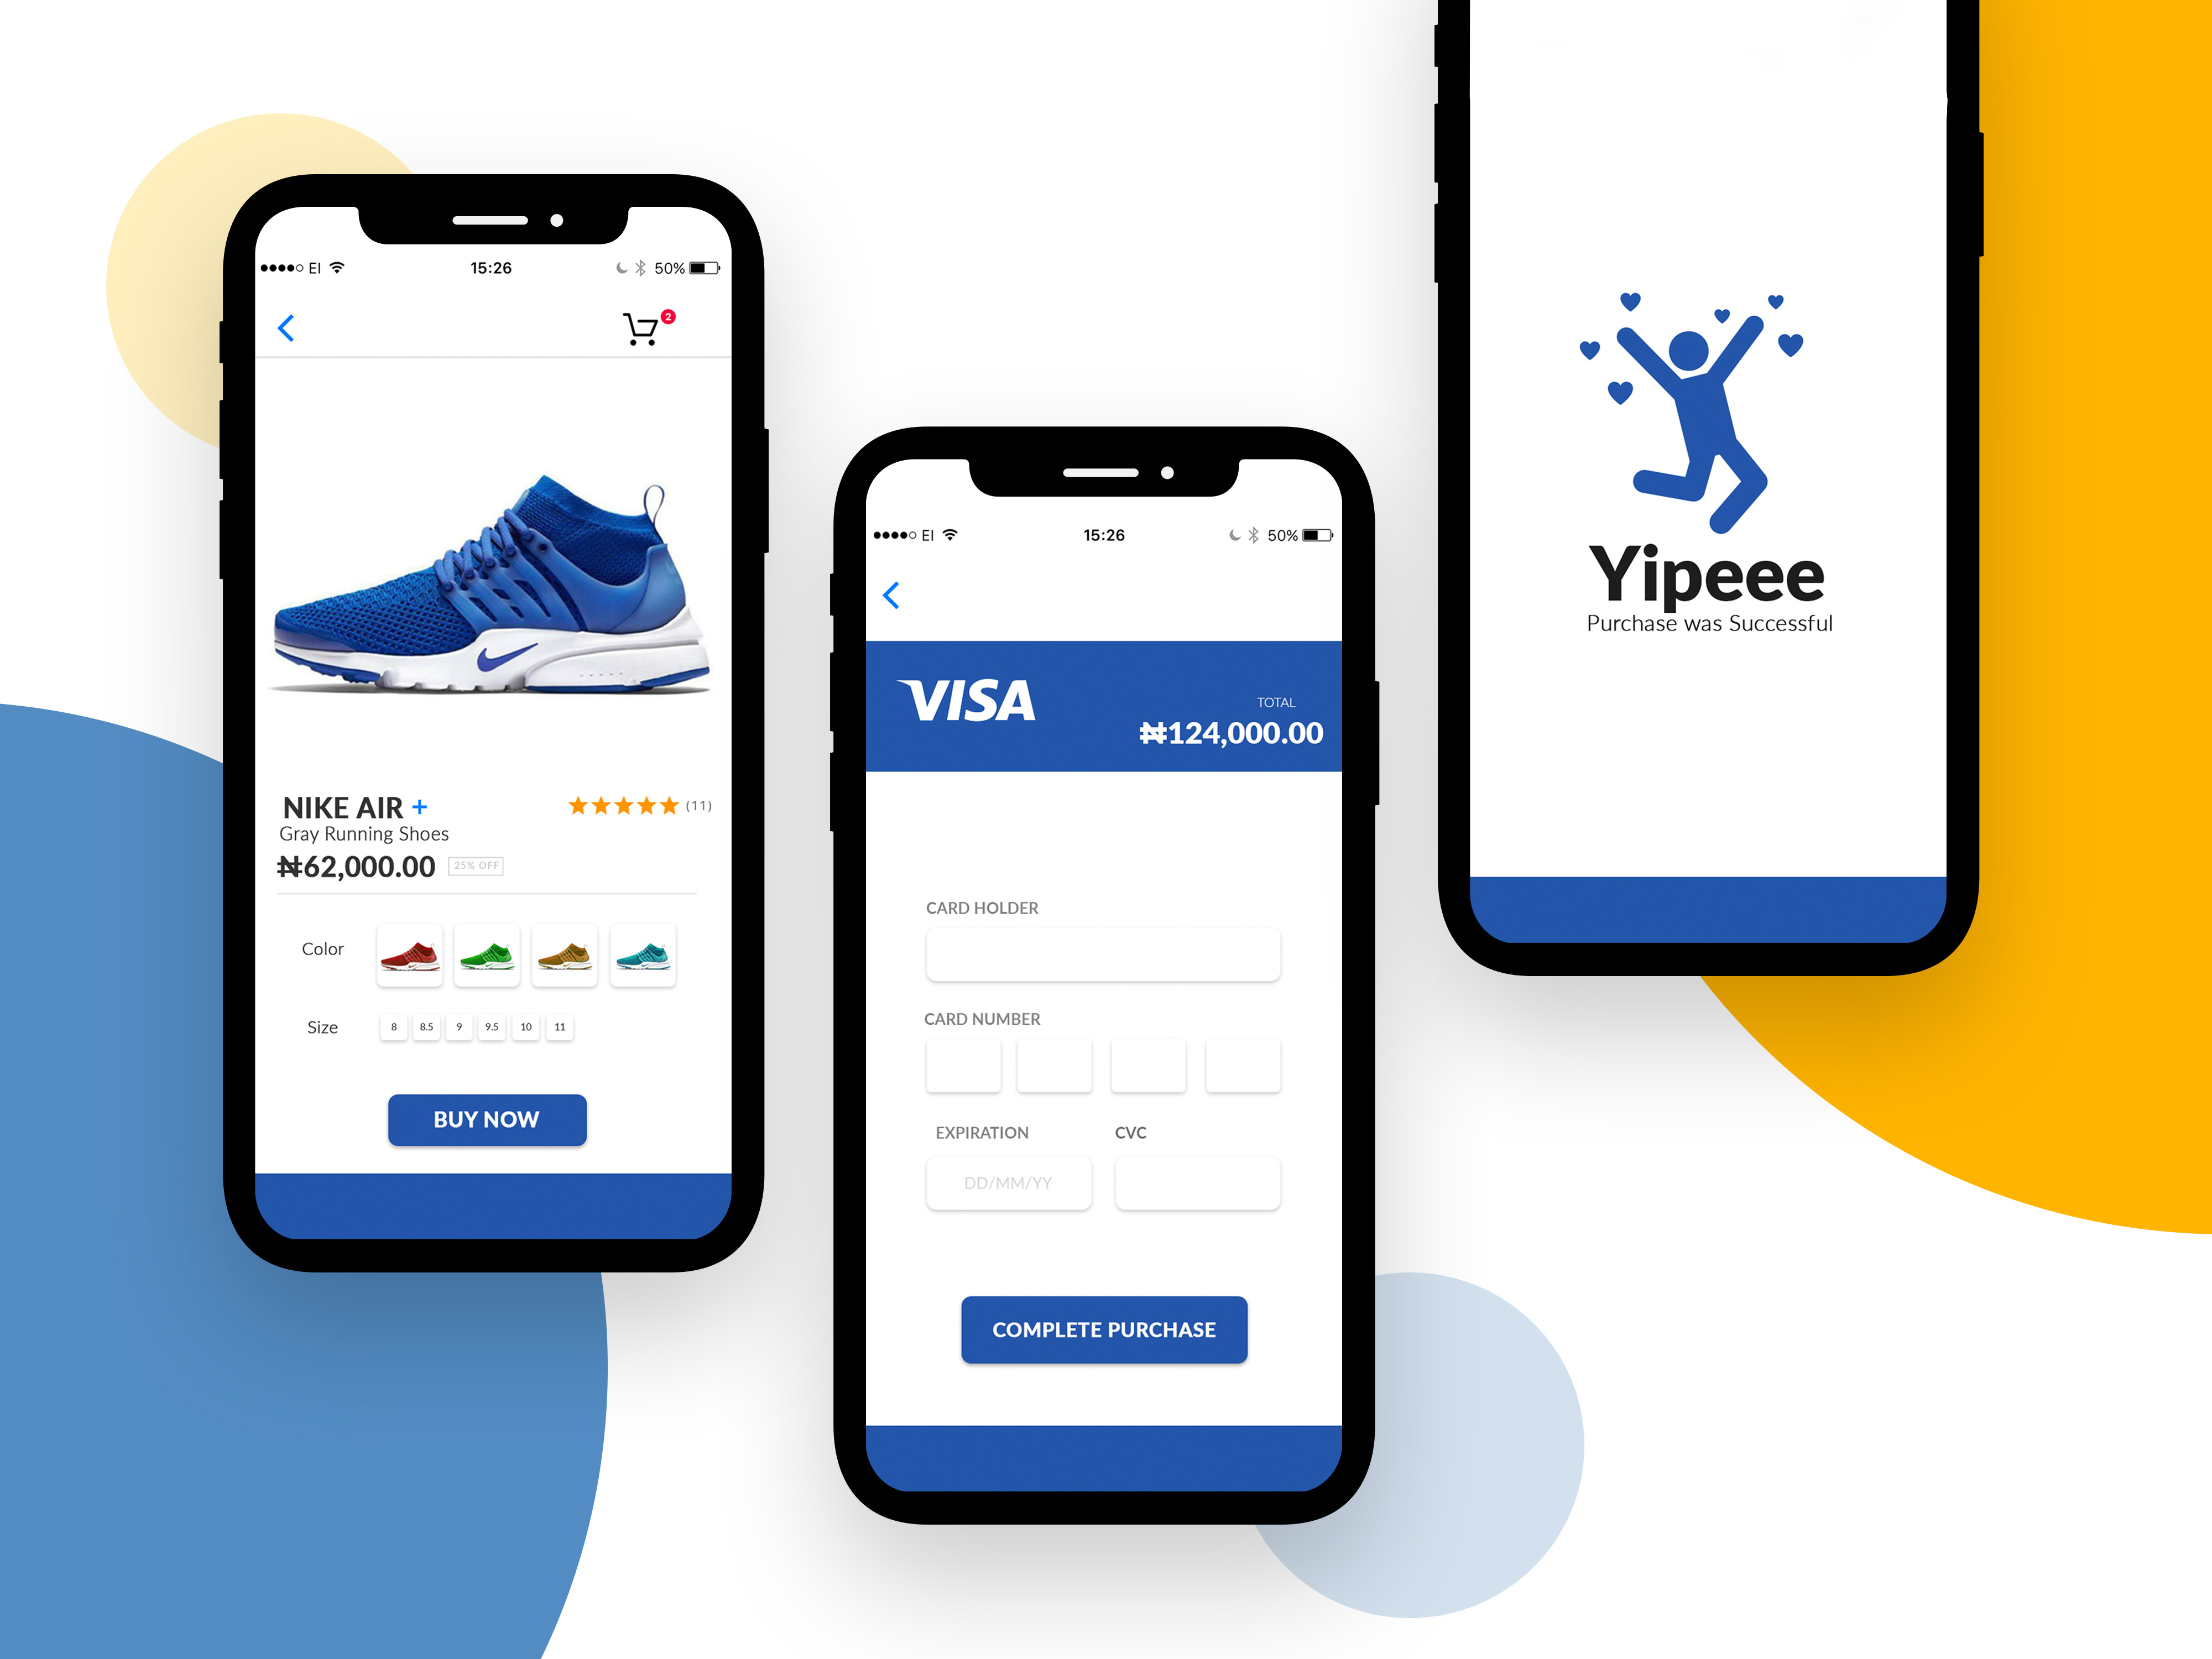 EI 15:26 50%
2
NIKE AIR + (11)
Gray Running Shoes
₦62,000.00 25% OFF
Color
Size 8 8.5 9 9.5 10 11
BUY NOW
EI 15:26 50%
VISA
TOTAL
₦124,000.00
CARD HOLDER
CARD NUMBER
EXPIRATION CVC
DD/MM/YY
COMPLETE PURCHASE
Yipeee
Purchase was Successful